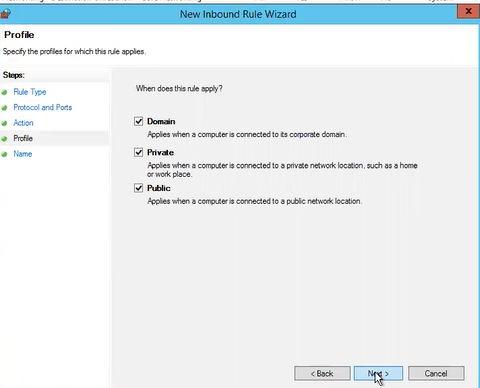 New Inbound Rule Wizard
x
Profile
Specify the profiles for which this rule applies.
Steps:
Rule Type
Protocol and Ports
Action
Profile
Name
When does this rule apply?
Domain
Applies when a computer is connected to its corporate domain.
Private
Applies when a computer is connected to a private network location, such as a home
or work place.
Public
Applies when a computer is connected to a public network location.
< Back
Next >
Cancel